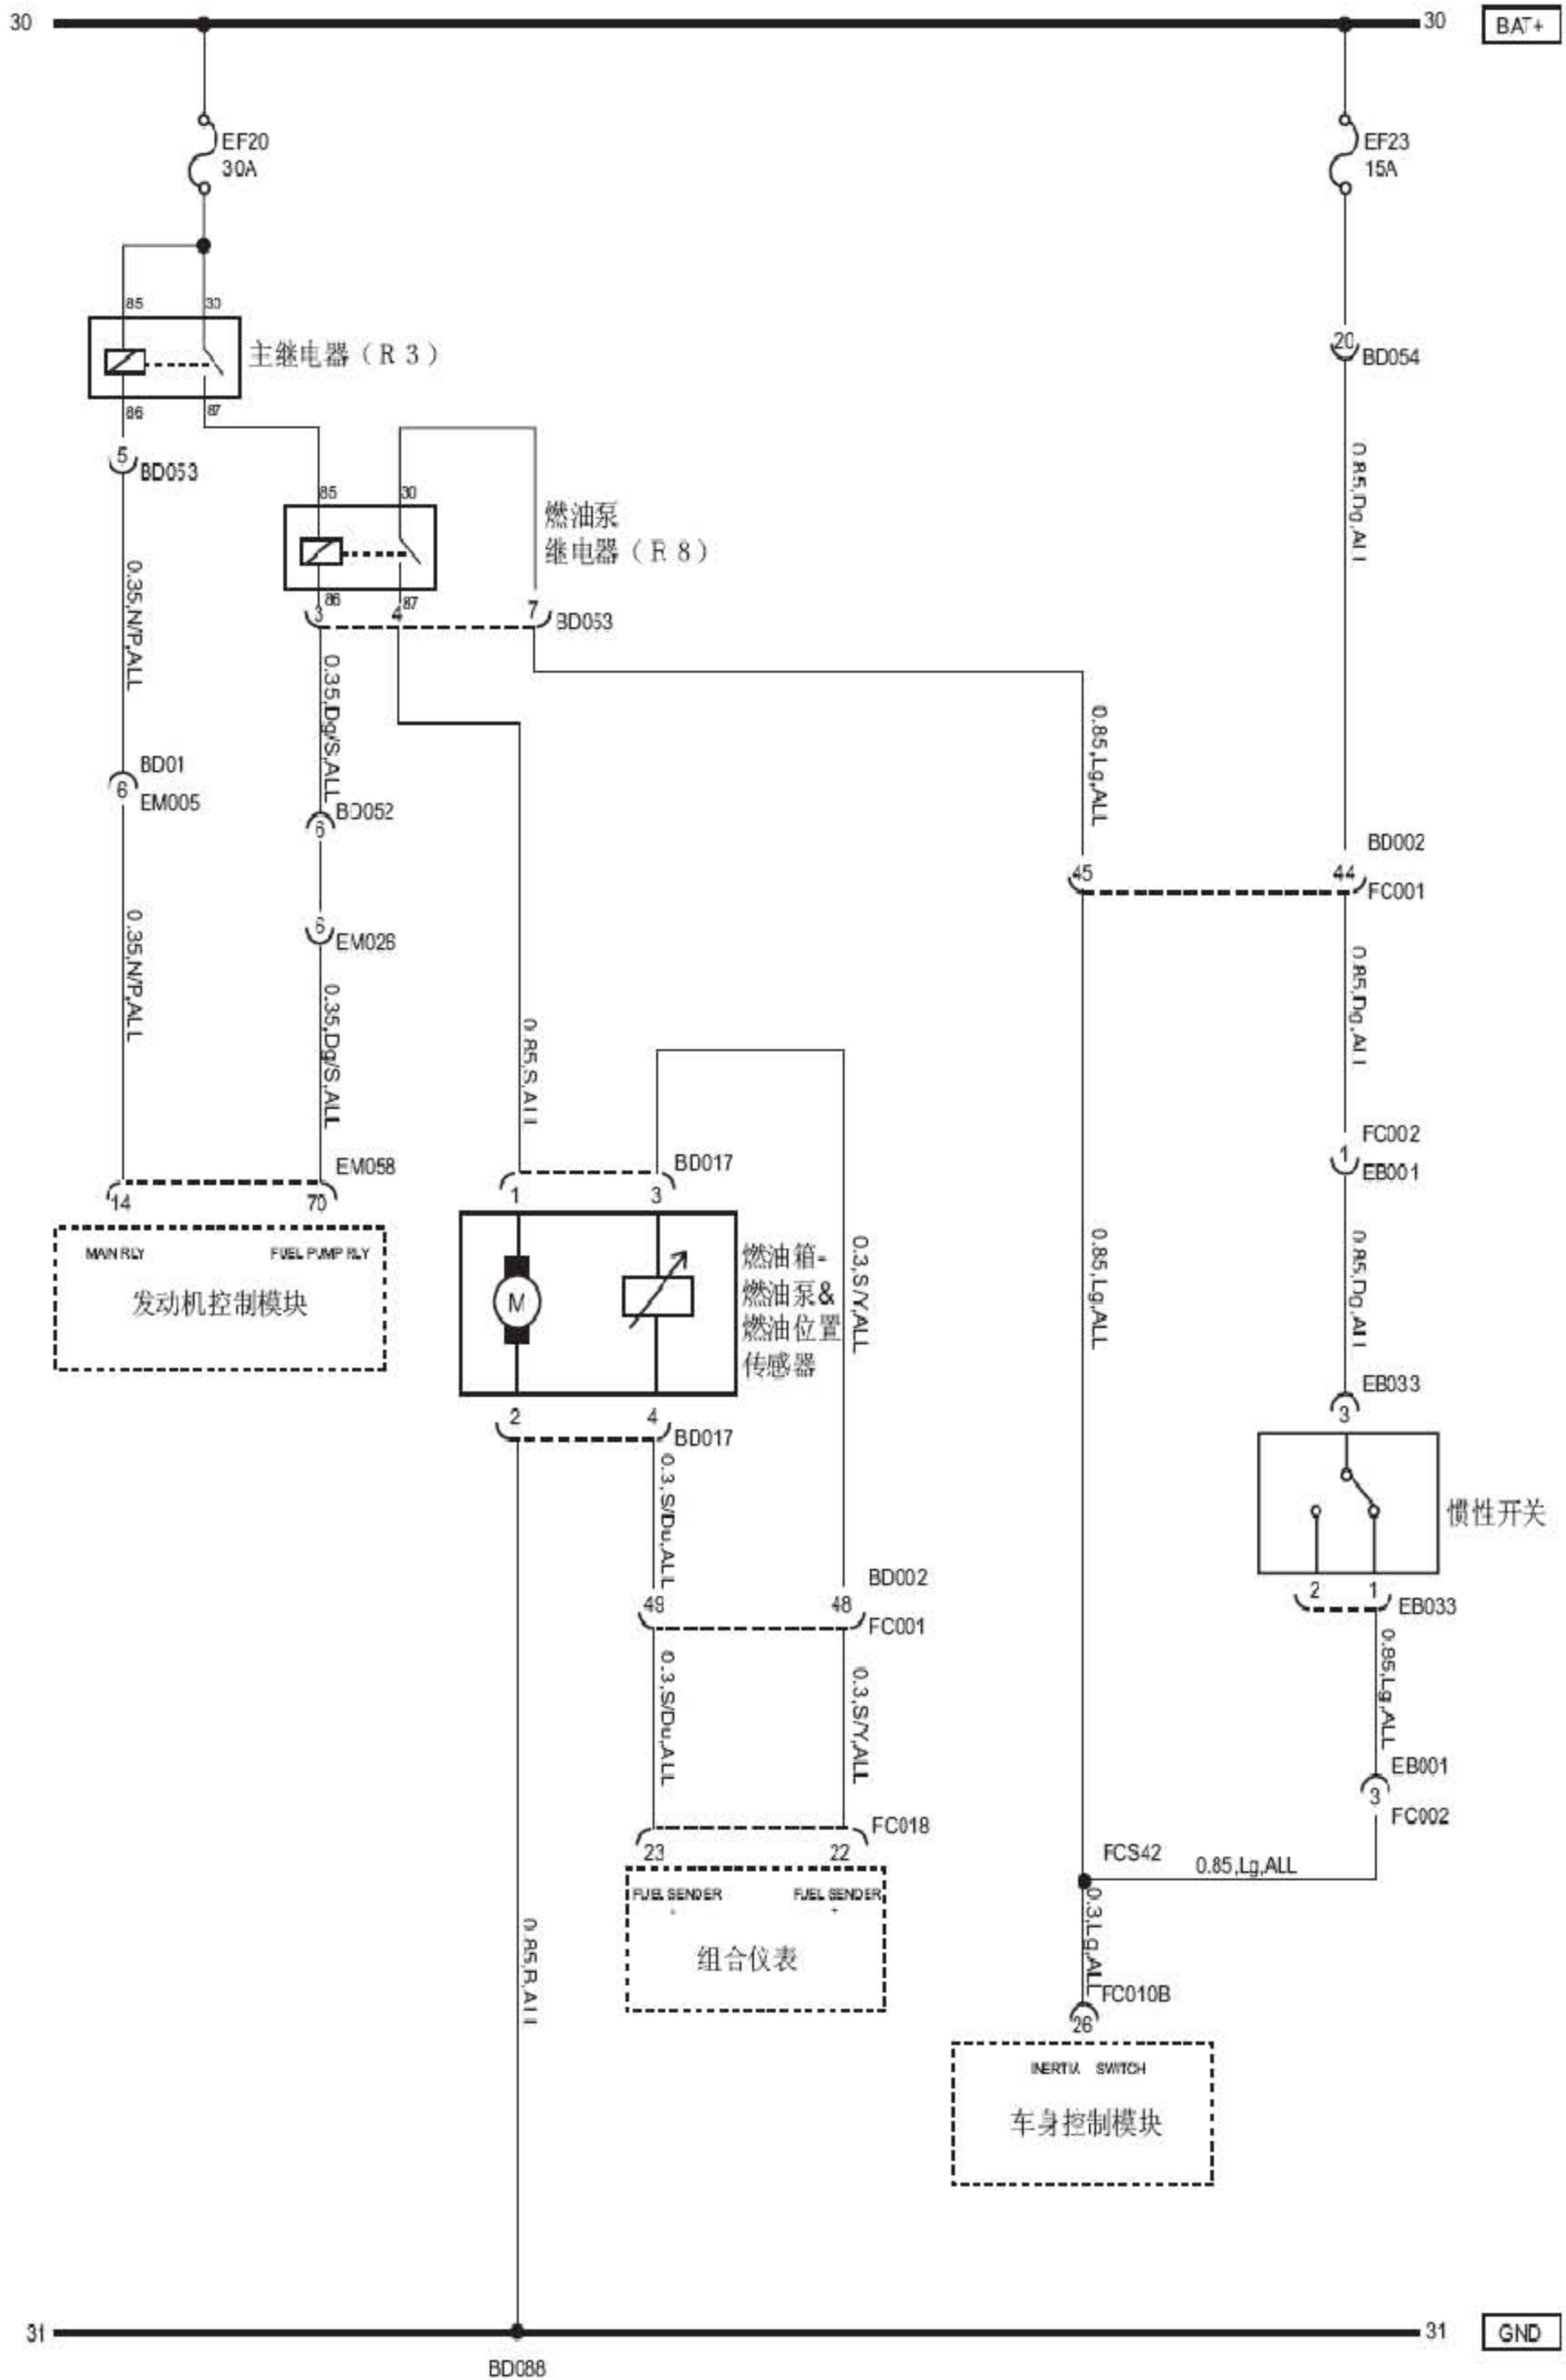 30
30
BAT+
EF20
30A
EF23
15A
85
30
主继电器（R3）
86
87
20
BD054
5
BD053
0.85,Dg,ALL
85
30
燃油泵
继电器（R8）
86
87
3
4
7
BD053
0.35,N/P,ALL
0.35,Dg/S,ALL
0.85,Lg,ALL
BD01
6
EM005
BD052
6
BD002
45
44
FC001
6
EM026
0.35,N/P,ALL
0.35,Dg/S,ALL
0.85,S,ALL
0.85,Dg,ALL
FC002
1
EB001
EM058
14
70
BD017
1
3
MAIN RLY
FUEL PUMP RLY
发动机控制模块
M
燃油箱-
燃油泵&
燃油位置
传感器
0.3,S/Y,ALL
0.85,Lg,ALL
0.85,Dg,ALL
EB033
3
2
4
BD017
惯性开关
0.3,S/Du,ALL
2
1
EB033
BD002
49
48
FC001
0.85,Lg,ALL
0.3,S/Du,ALL
0.3,S/Y,ALL
EB001
3
FC002
FC018
23
22
FCS42
0.85,Lg,ALL
FUEL SENDER
-
FUEL SENDER
+
组合仪表
0.85,B,ALL
0.3,Lg,ALL
FC010B
26
INERTIA SWITCH
车身控制模块
31
31
GND
BD088